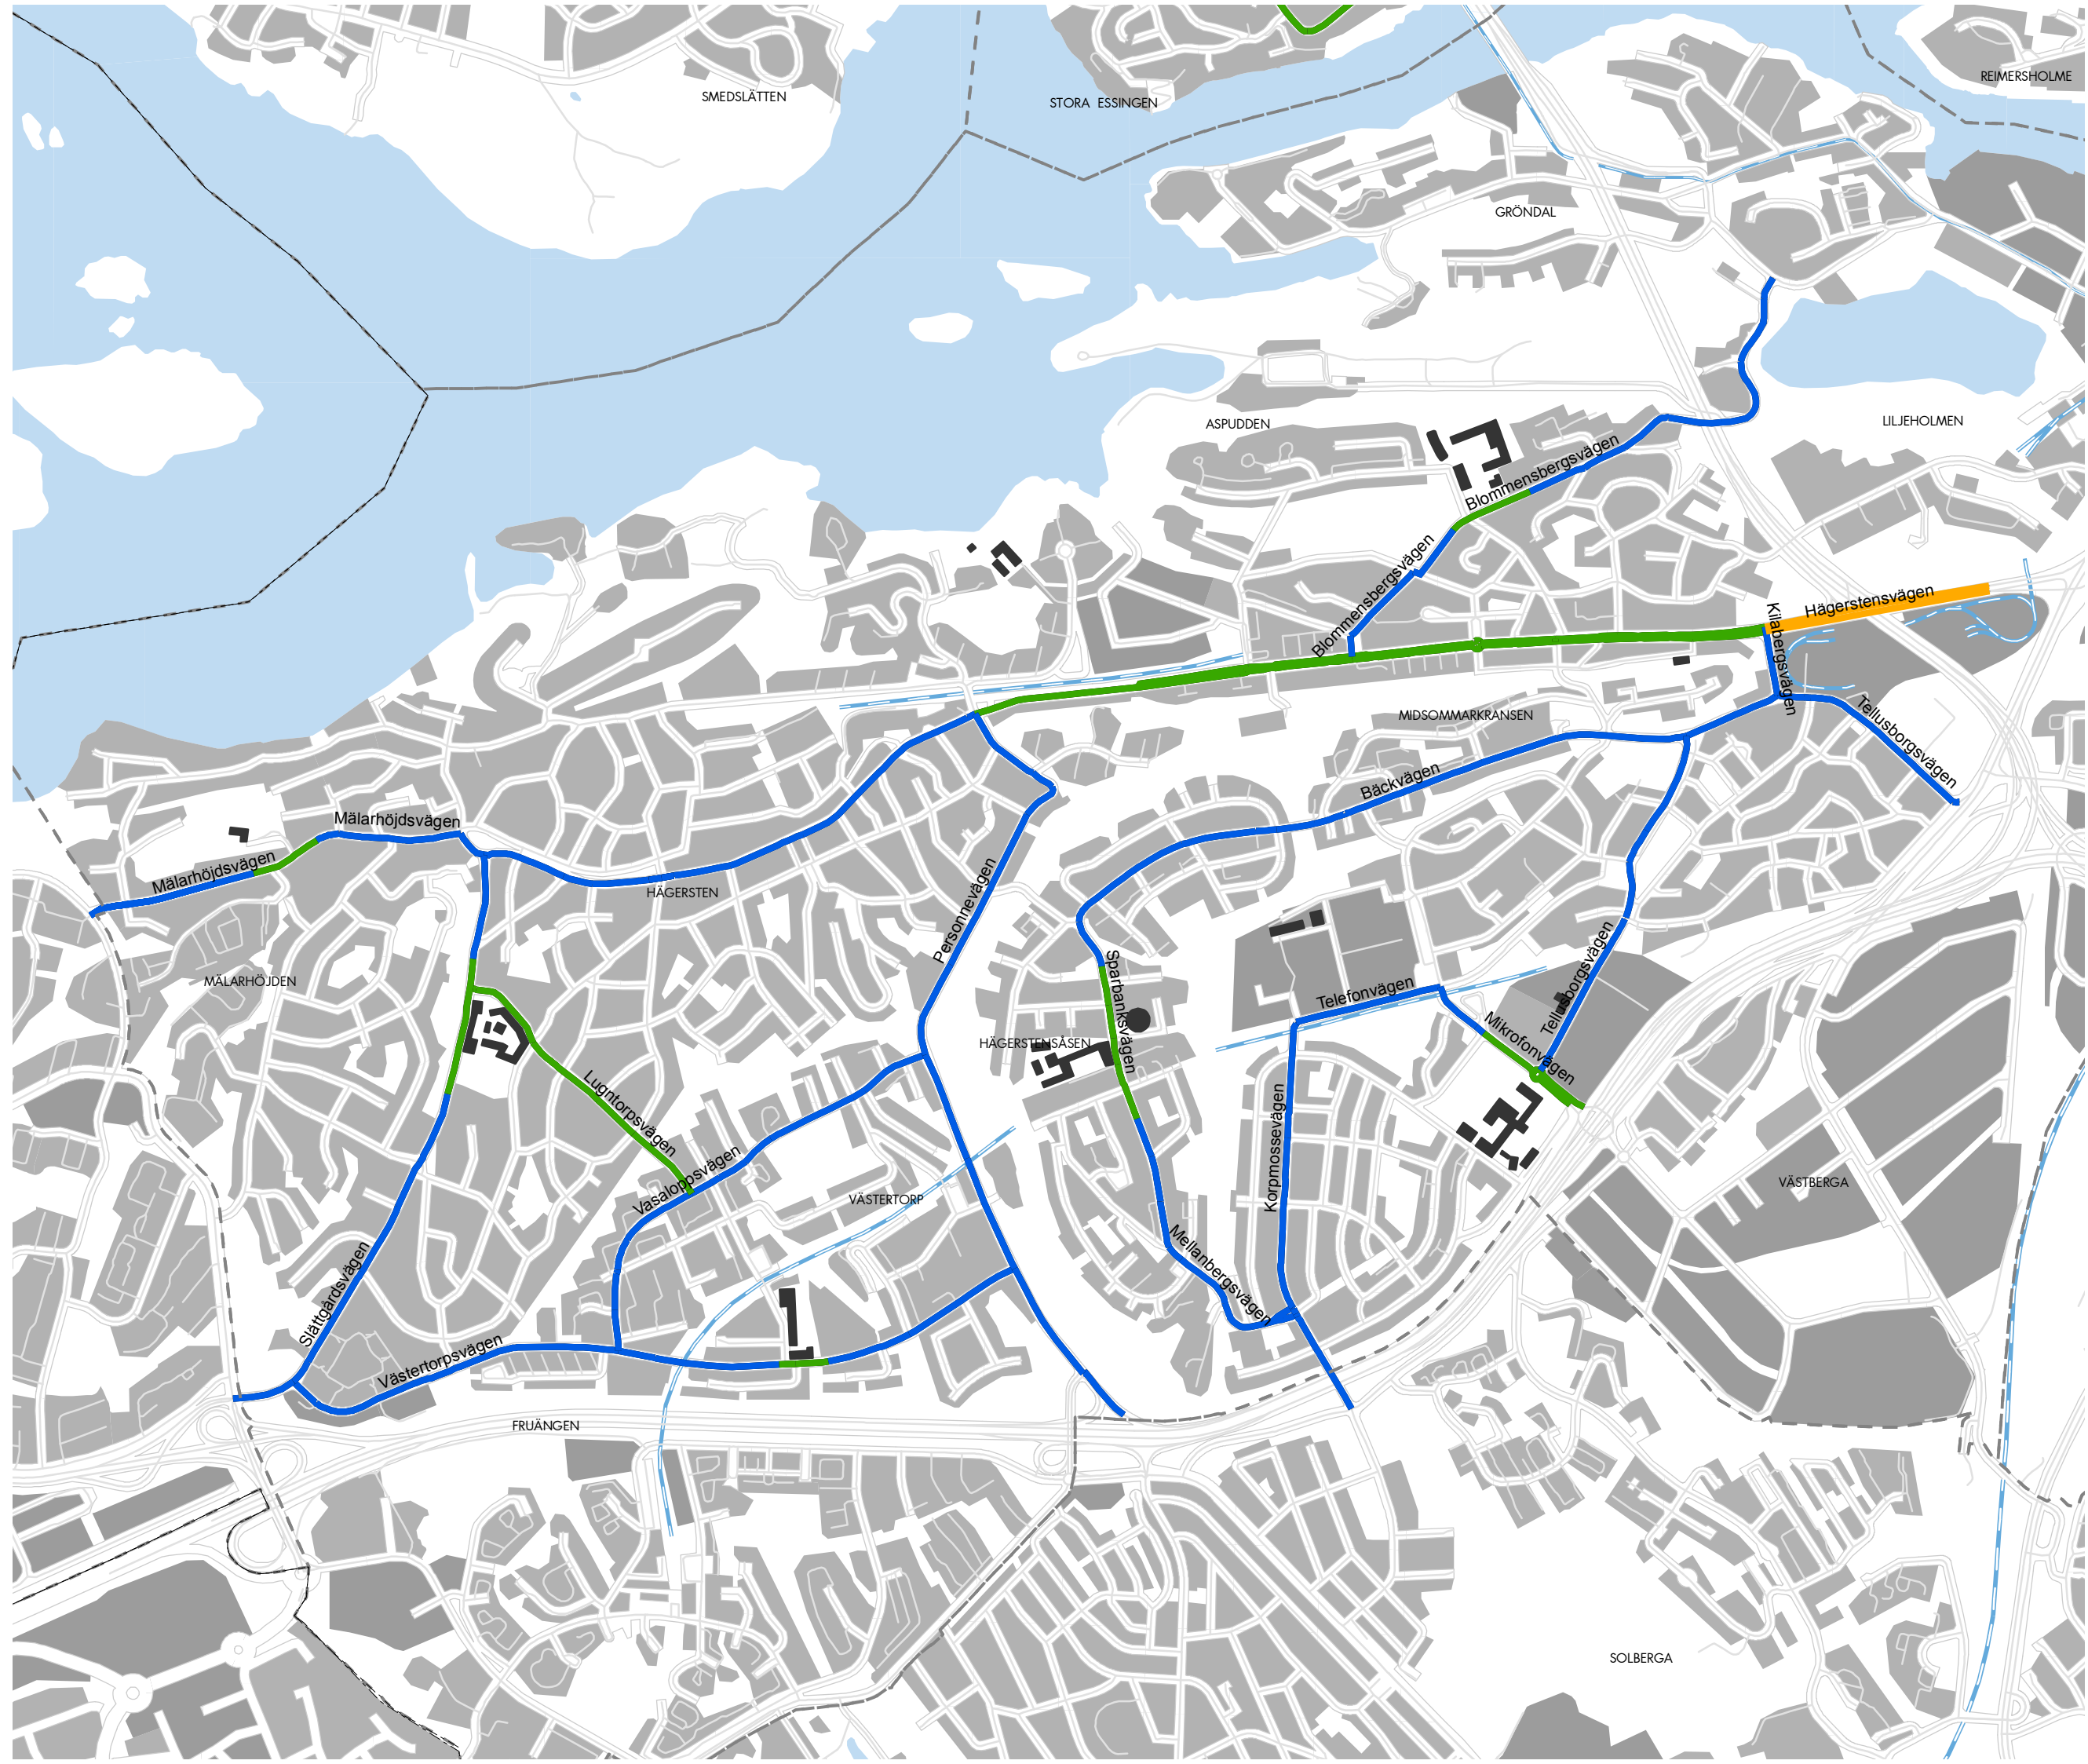 REIMERSHOLME
SMEDSLÄTTEN
STORA ESSINGEN
GRÖNDAL
LILJEHOLMEN
ASPUDDEN
Blommensbergsvägen
Blommensbergsvägen
Hägerstensvägen
Kilabergsvägen
MIDSOMMARKRANSEN
Tellusborgsvägen
Bäckvägen
Mälarhöjdsvägen
Mälarhöjdsvägen
HÄGERSTEN
Personnevägen
MÄLARHÖJDEN
Sparbanksvägen
Telefonvägen
Tellusborgsvägen
Mikrofonvägen
HÄGERSTENSÅSEN
Lugntorpsvägen
Korpmossevägen
Vasaloppsvägen
VÄSTERTORP
VÄSTBERGA
Mellanbergsvägen
Slättgårdsvägen
Västertorpsvägen
FRUÄNGEN
SOLBERGA